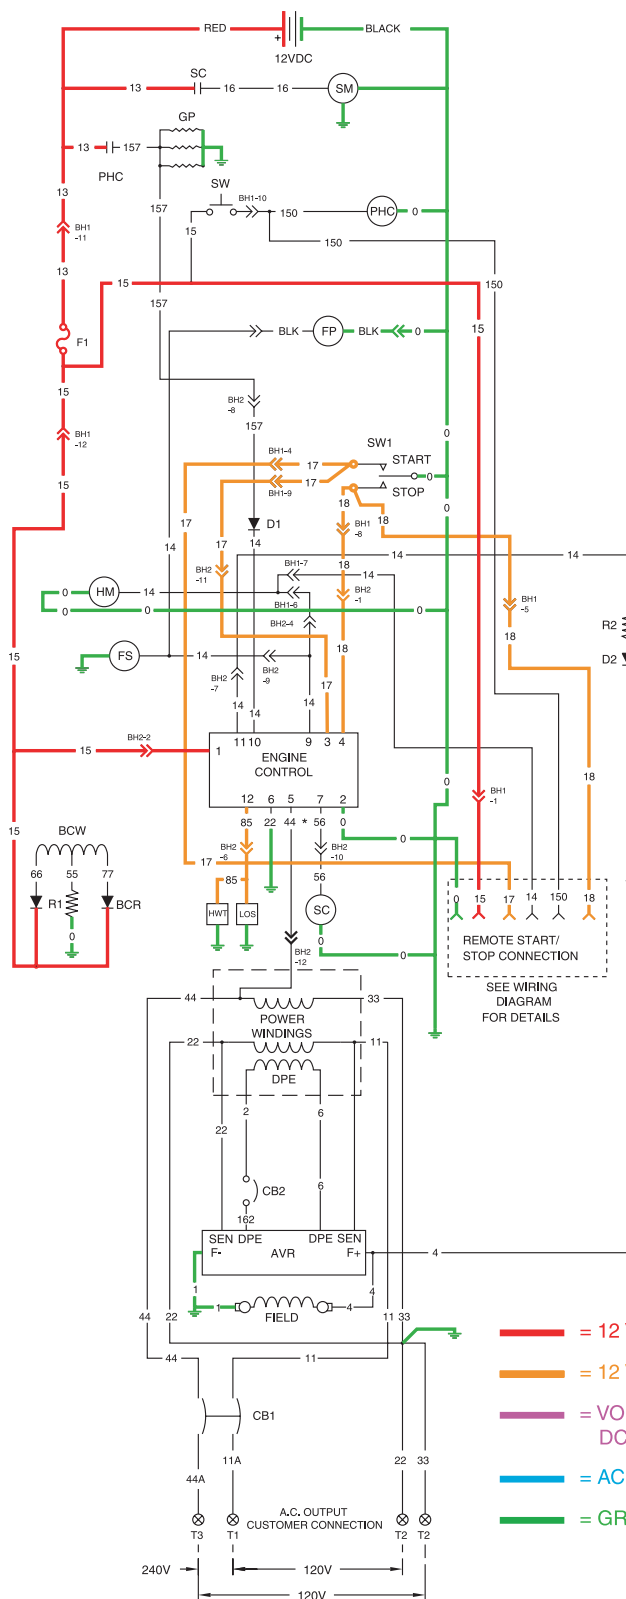 RED
BLACK
+
12VDC
SC
13
16
16
SM
GP
13
157
PHC
SW
13
157
BH1-10
150
PHC
0
BH1
-11
15
150
13
15
150
157
15
F1
BLK
FP
BLK
0
15
BH2
-8
BH1
-12
157
SW1
0
BH1-4
17
START
15
BH1-9
17
0
STOP
0
17
18
18
D1
BH1
-8
17
14
14
BH1-7
14
14
18
14
BH2
-11
BH2
-1
0
HM
14
BH1-6
BH1
-5
0
0
0
BH2-4
R2
18
15
18
FS
14
D2
BH2
-9
BH2
-7
17
14
14
14
11
10
9
3
4
BH2-2
15
1
ENGINE
CONTROL
18
0
12
6
5
7
2
BH1
-1
15
85
22
44
*
56
0
BCW
0
BH2
-6
BH2
-10
17
66
55
77
85
56
0
15
17
14
150
18
R1
BCR
HWT
LOS
SC
0
0
REMOTE START/
STOP CONNECTION
0
BH2
-12
SEE WIRING
DIAGRAM
FOR DETAILS
44
33
POWER
WINDINGS
22
11
DPE
2
6
22
CB2
6
162
SEN DPE
DPE SEN
F-
AVR
F+
4
1
4
1
4
FIELD
44
22
11
33
= 12
44
11
= 12
CB1
= VO
DC
11A
22
33
44A
= AC
A.C. OUTPUT
CUSTOMER CONNECTION
= GR
T3
T1
T2
T2
240V
120V
120V